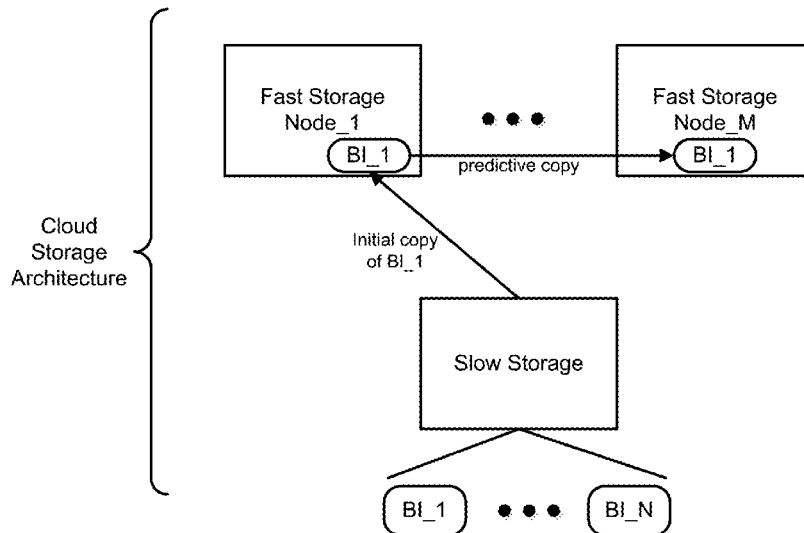 Fast Storage
Node_1
BI_1
Fast Storage
Node_M
BI_1
predictive copy
Initial copy
of BI_1
Cloud
Storage
Architecture
Slow Storage
BI_1
BI_N